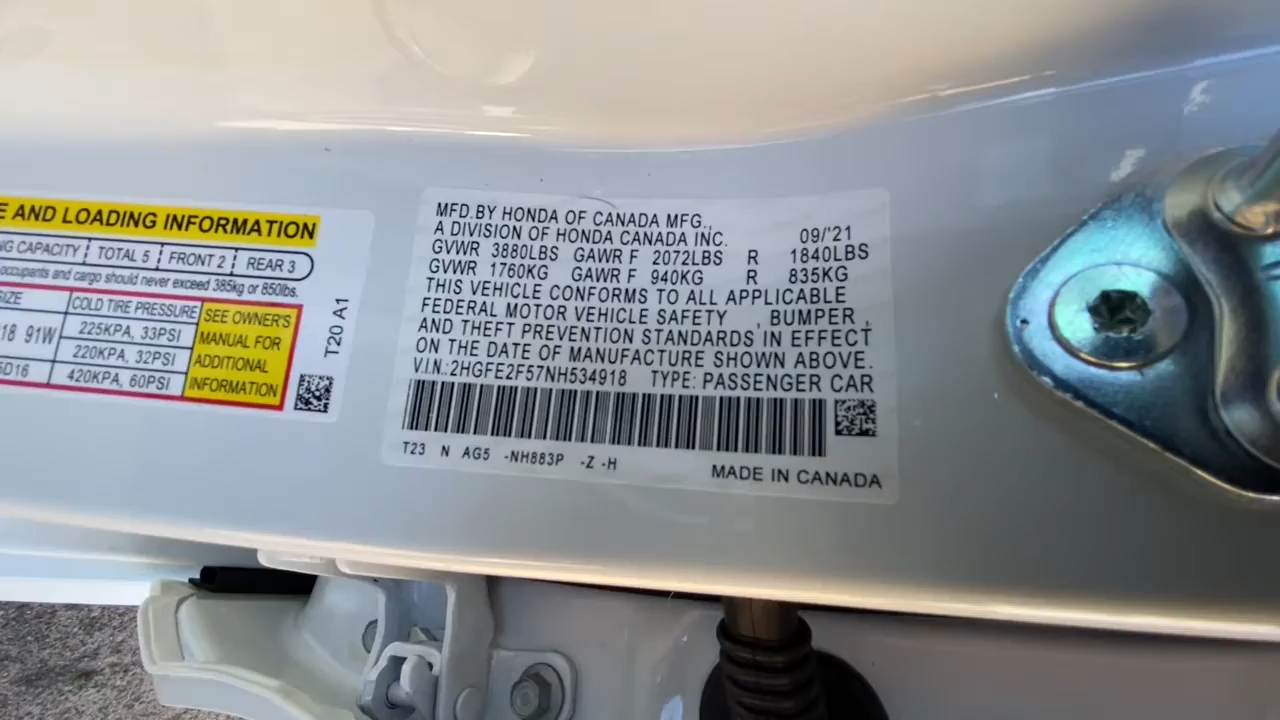 E AND LOADING INFORMATION
NG CAPACITY TOTAL 5 FRONT 2 REAR 3
occupants and cargo should never exceed 385kg or 850lbs.
SIZE COLD TIRE PRESSURE
18 91W 225KPA, 33PSI
220KPA, 32PSI
5D16 420KPA, 60PSI
SEE OWNER'S
MANUAL FOR
ADDITIONAL
INFORMATION
T20 A1
MFD.BY HONDA OF CANADA MFG.,
A DIVISION OF HONDA CANADA INC. 09/'21
GVWR 3880LBS GAWR F 2072LBS R 1840LBS
GVWR 1760KG GAWR F 940KG R 835KG
THIS VEHICLE CONFORMS TO ALL APPLICABLE
FEDERAL MOTOR VEHICLE SAFETY , BUMPER,
AND THEFT PREVENTION STANDARDS IN EFFECT
ON THE DATE OF MANUFACTURE SHOWN ABOVE.
V.I.N.:2HGFE2F57NH534918 TYPE: PASSENGER CAR
T23 N AG5 -NH883P -Z -H
MADE IN CANADA